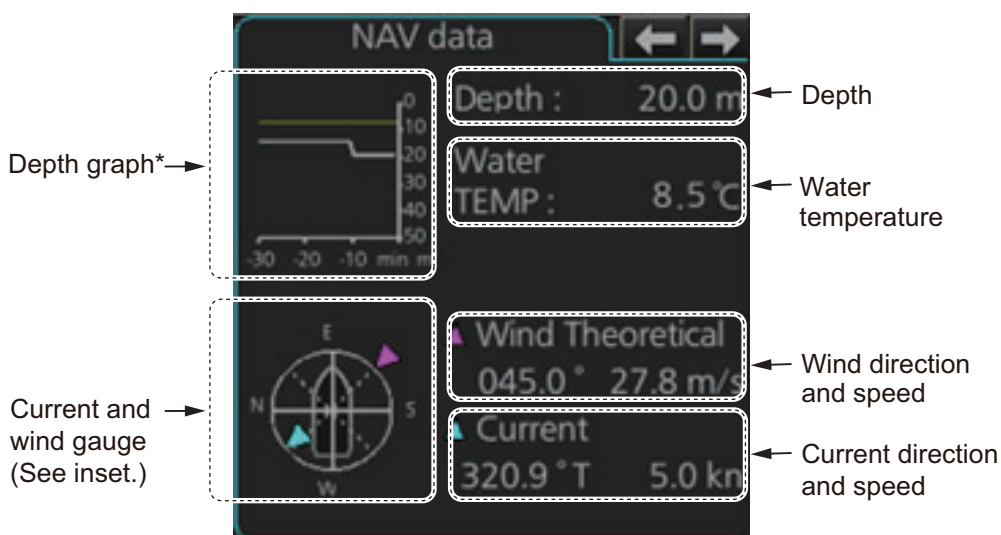 NAV data
Depth graph*
0
10
20
30
40
50
-30 -20 -10 min m
Depth : 20.0 m
Depth
Water
TEMP : 8.5 °C
Water
temperature
Current and
wind gauge
(See inset.)
E
N S
W
Wind Theoretical
045.0 ° 27.8 m/s
Wind direction
and speed
Current
320.9 °T 5.0 kn
Current direction
and speed